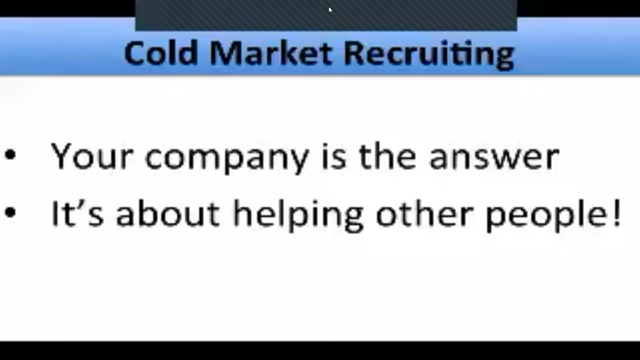 Cold Market Recruiting
• Your company is the answer
• It's about helping other people!